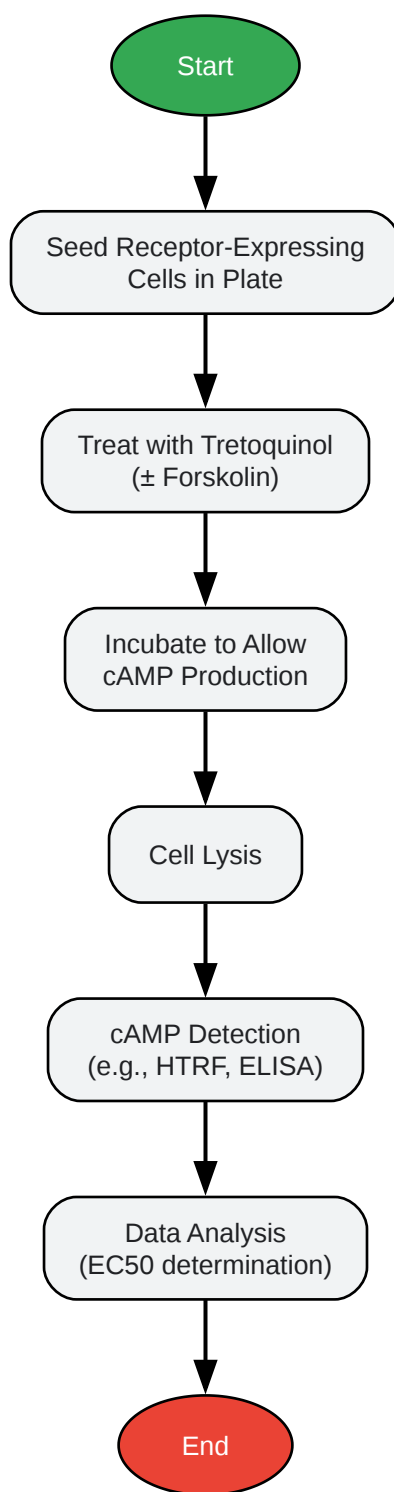 Start
Seed Receptor-Expressing
Cells in Plate
Treat with Tretoquinol
(± Forskolin)
Incubate to Allow
cAMP Production
Cell Lysis
cAMP Detection
(e.g., HTRF, ELISA)
Data Analysis
(EC50 determination)
End